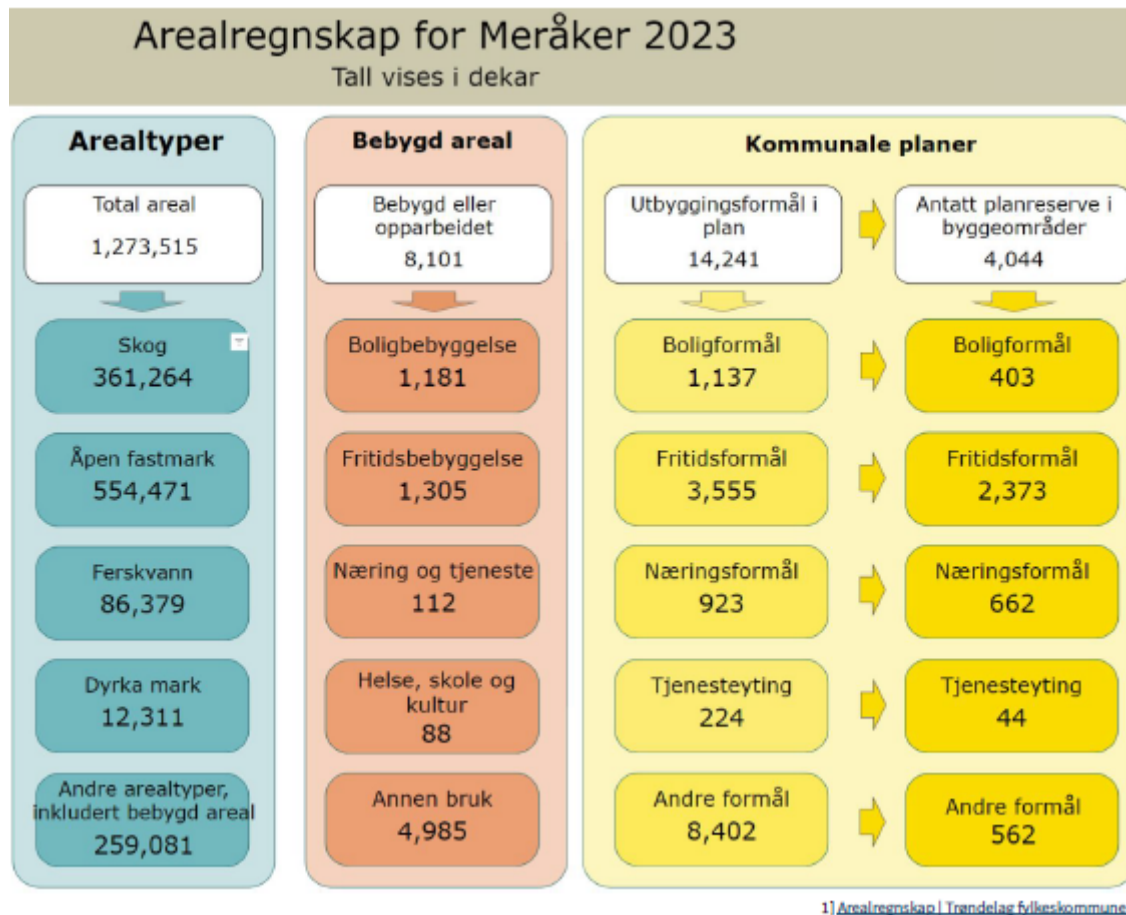 Arealregnskap for Meråker 2023
Tall vises i dekar
Arealtyper
Total areal
1,273,515
Skog
361,264
Åpen fastmark
554,471
Ferskvann
86,379
Dyrka mark
12,311
Andre arealtyper,
inkludert bebygd areal
259,081
Bebygd areal
Bebygd eller
opparbeidet
8,101
Boligbebyggelse
1,181
Fritidsbebyggelse
1,305
Næring og tjeneste
112
Helse, skole og
kultur
88
Annen bruk
4,985
Kommunale planer
Utbyggingsformål i
plan
14,241
Boligformål
1,137
Fritidsformål
3,555
Næringsformål
923
Tjenesteyting
224
Andre formål
8,402
Antatt planreserve i
byggeområder
4,044
Boligformål
403
Fritidsformål
2,373
Næringsformål
662
Tjenesteyting
44
Andre formål
562
1] Arealregnskap | Trøndelag fylkeskommune